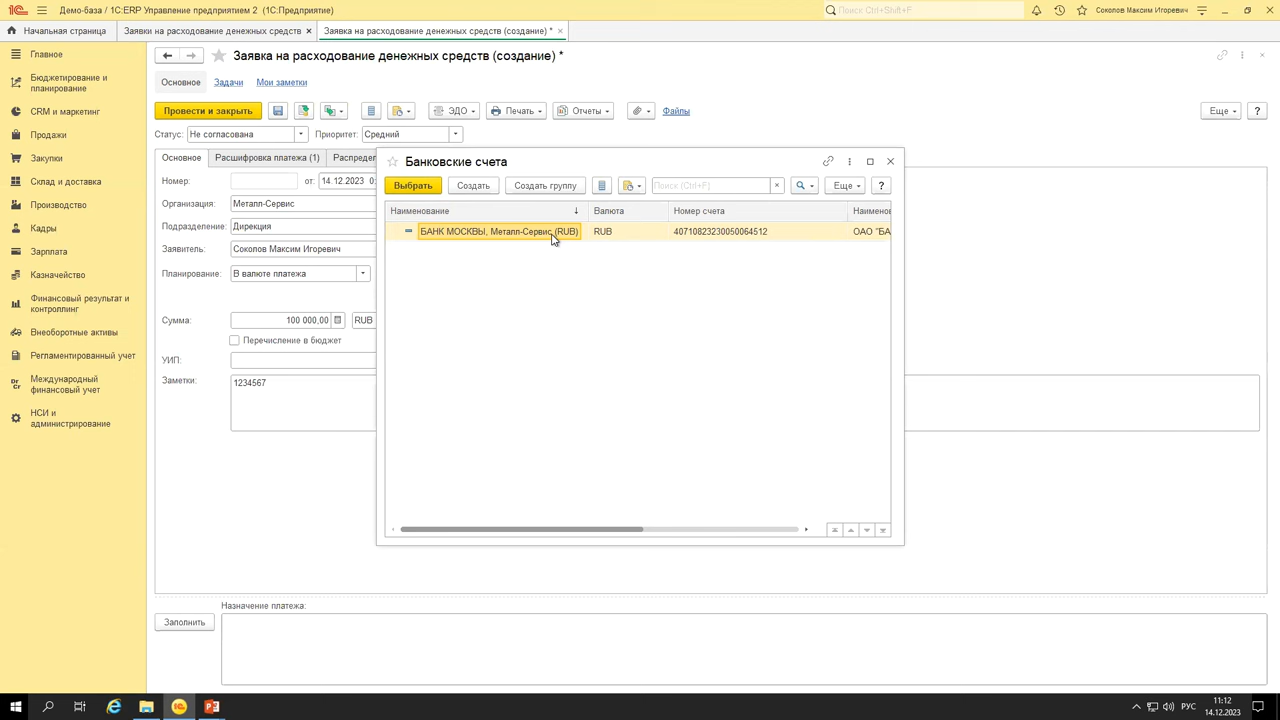 Демо-база / 1С:ERP Управление предприятием 2 (1С:Предприятие)
Поиск Ctrl+Shift+F
Соколов Максим Игоревич
Начальная страница
Заявки на расходование денежных средств ×
Заявка на расходование денежных средств (создание) * ×
Главное
Бюджетирование и
планирование
CRM и маркетинг
Продажи
Закупки
Склад и доставка
Производство
Кадры
Зарплата
Казначейство
Финансовый результат и
контроллинг
Внеоборотные активы
Регламентированный учет
Международный
финансовый учет
НСИ и
администрирование
Заявка на расходование денежных средств (создание) *
Основное Задачи Мои заметки
Провести и закрыть ЭДО Печать Отчеты Файлы Еще ?
Статус: Не согласована Приоритет: Средний
Основное Расшифровка платежа (1) Распредел
Номер: от: 14.12.2023 0:
Организация: Металл-Сервис
Подразделение: Дирекция
Заявитель: Соколов Максим Игоревич
Планирование: В валюте платежа
Сумма: 100 000,00 RUB
Перечисление в бюджет
УИП:
Заметки: 1234567
Банковские счета
Выбрать Создать Создать группу Поиск (Ctrl+F) × Еще ?
Наименование ↓ Валюта Номер счета Наименов
БАНК МОСКВЫ, Металл-Сервис (RUB) RUB 40710823230050064512 ОАО "БА
Назначение платежа:
Заполнить
РУС
11:12
14.12.2023